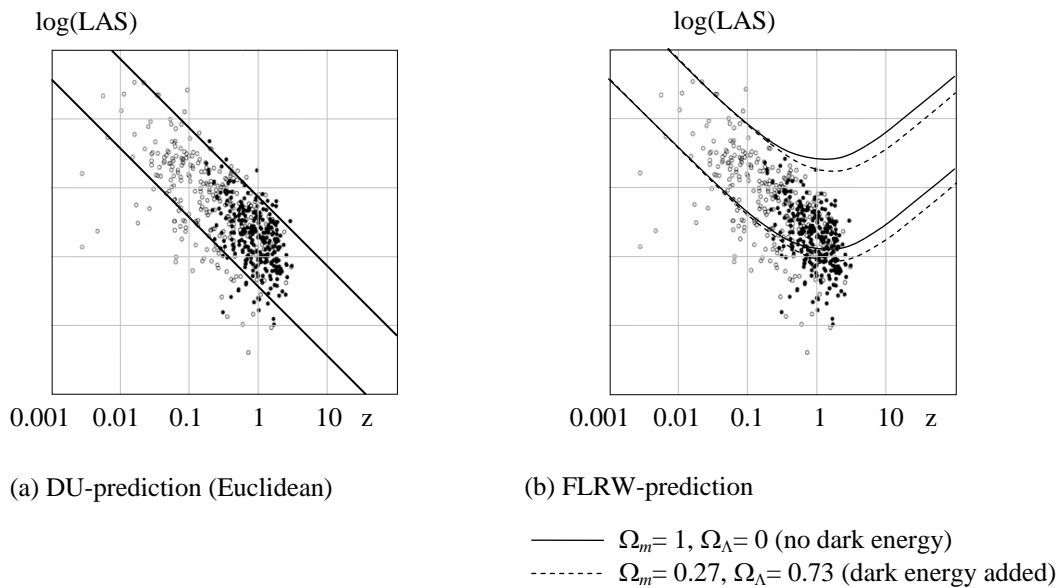 log(LAS)
log(LAS)
0.001 0.01 0.1 1 10 z
0.001 0.01 0.1 1 10 z
(a) DU-prediction (Euclidean)
(b) FLRW-prediction
Ωm= 1, ΩΛ= 0 (no dark energy)
Ωm= 0.27, ΩΛ= 0.73 (dark energy added)